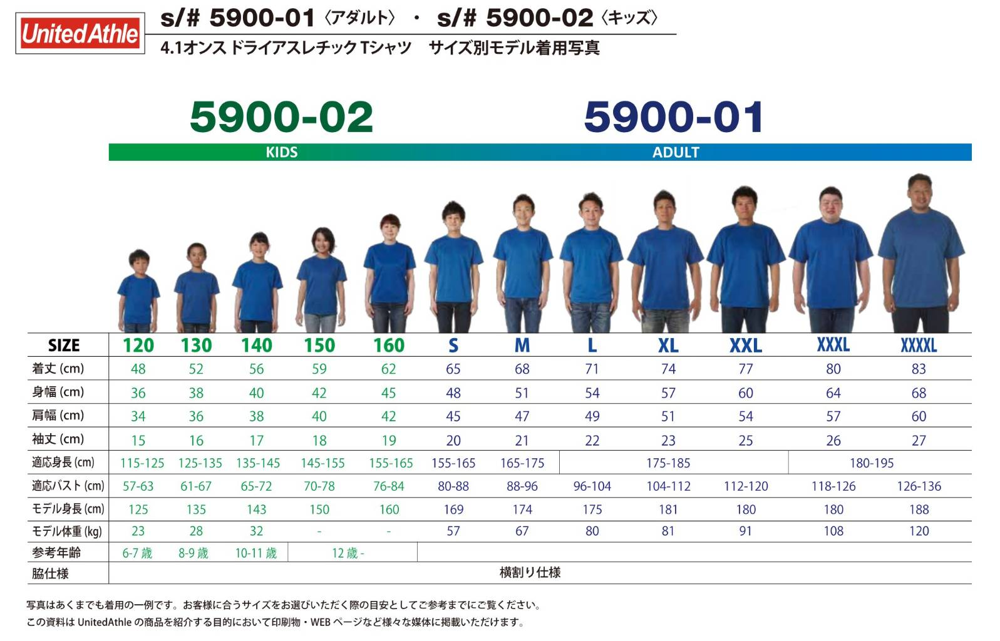 United Athle
s/# 5900-01〈アダルト〉・ s/# 5900-02〈キッズ〉
4.1オンス ドライアスレチック Tシャツ サイズ別モデル着用写真
5900-02 5900-01
KIDS ADULT
SIZE 120 130 140 150 160 S M L XL XXL XXXL XXXXL
着丈 (cm) 48 52 56 59 62 65 68 71 74 77 80 83
身幅 (cm) 36 38 40 42 45 48 51 54 57 60 64 68
肩幅 (cm) 34 36 38 40 42 45 47 49 51 54 57 60
袖丈 (cm) 15 16 17 18 19 20 21 22 23 25 26 27
適応身長 (cm) 115-125 125-135 135-145 145-155 155-165 155-165 165-175 175-185 180-195
適応バスト (cm) 57-63 61-67 65-72 70-78 76-84 80-88 88-96 96-104 104-112 112-120 118-126 126-136
モデル身長 (cm) 125 135 143 150 160 169 174 175 181 180 180 188
モデル体重 (kg) 23 28 32 - - 57 67 80 81 91 108 120
参考年齢 6-7 歳 8-9 歳 10-11 歳 12 歳 -
脇仕様 横割り仕様
写真はあくまでも着用の一例です。お客様に合うサイズをお選びいただく際の目安としてご参考までにご覧ください。
この資料は UnitedAthle の商品を紹介する目的において印刷物・WEB ページなど様々な媒体に掲載いただけます。